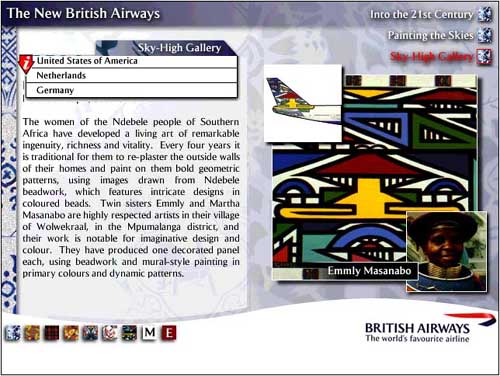 The New British Airways
Into the 21st Century
Painting the Skies
Sky-High Gallery
Sky-High Gallery
United States of America
Netherlands
Germany
The women of the Ndebele people of Southern
Africa have developed a living art of remarkable
ingenuity, richness and vitality. Every four years it
is traditional for them to re-plaster the outside walls
of their homes and paint on them bold geometric
patterns, using images drawn from Ndebele
beadwork, which features intricate designs in
coloured beads. Twin sisters Emmly and Martha
Masanabo are highly respected artists in their village
of Wolwekraal, in the Mpumalanga district, and
their work is notable for imaginative design and
colour. They have produced one decorated panel
each, using beadwork and mural-style painting in
primary colours and dynamic patterns.
Emmly Masanabo
M E
BRITISH AIRWAYS
The world's favourite airline